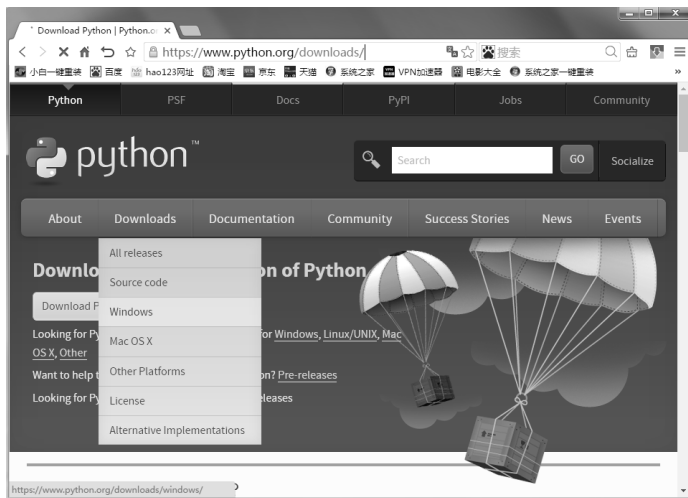 Download Python | Python.o
https://www.python.org/downloads/
搜索
小白一键重装 百度 hao123网址 淘宝 京东 天猫 系统之家 VPN加速器 电影大全 系统之家一键重装
Python PSF Docs PyPI Jobs Community
python™
Search GO Socialize
About Downloads Documentation Community Success Stories News Events
All releases
Downlo on of Python
Source code
Download P
Windows
Looking for Py for Windows, Linux/UNIX, Mac
Mac OS X
OS X, Other
Other Platforms
Want to help t on? Pre-releases
License
Looking for Py eleases
Alternative Implementations
https://www.python.org/downloads/windows/